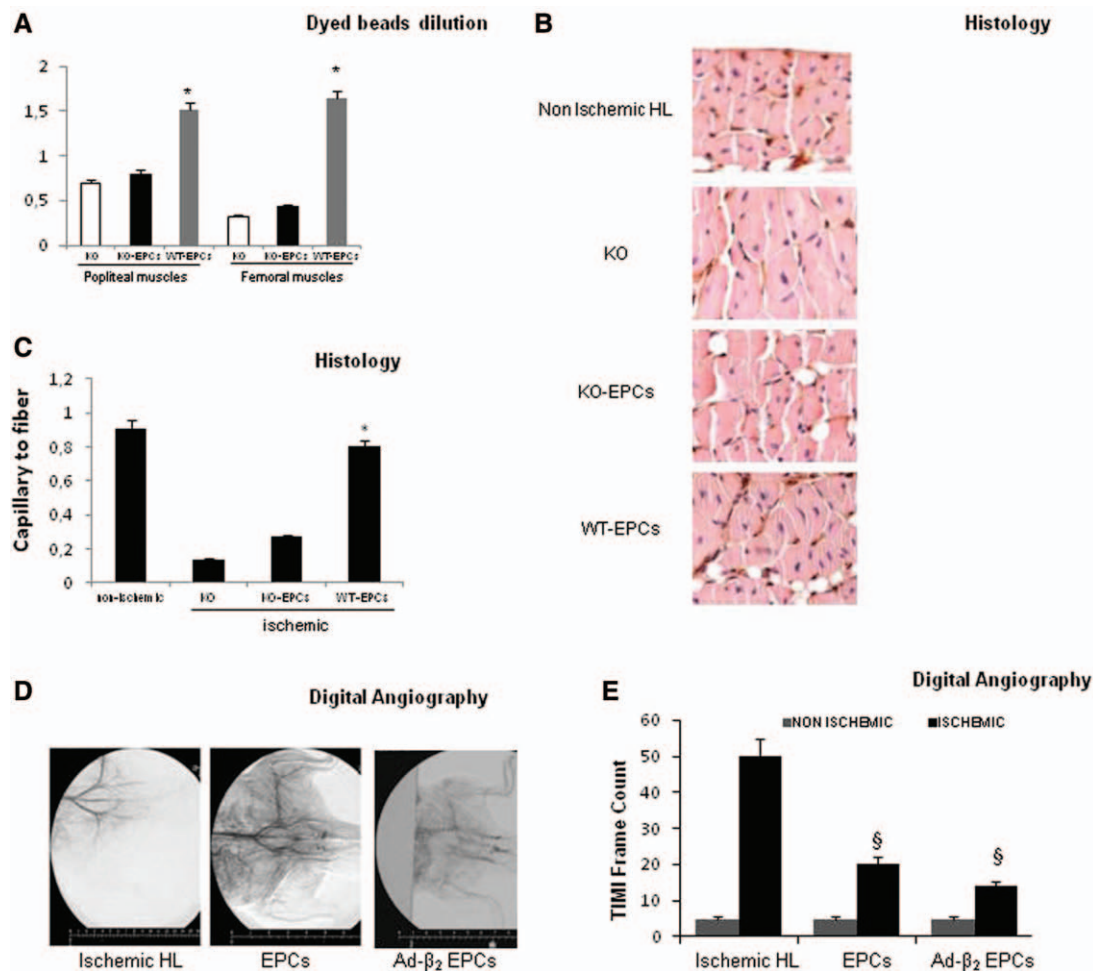 A
Dyed beads dilution
2
1,5
1
0,5
0
*
*
KO KO-EPCs WT-EPCs KO KO-EPCs WT-EPCs
Popliteal muscles Femoral muscles
B
Histology
Non Ischemic HL
KO
KO-EPCs
WT-EPCs
C
Histology
Capillary to fiber
1,2
1
0,8
0,6
0,4
0,2
0
*
non-ischemic KO KO-EPCs WT-EPCs
ischemic
D
Digital Angiography
Ischemic HL EPCs Ad-β₂ EPCs
E
Digital Angiography
NON ISCHEMIC ISCHEMIC
TIMI Frame Count
60
50
40
30
20
10
0
§
§
Ischemic HL EPCs Ad-β₂ EPCs